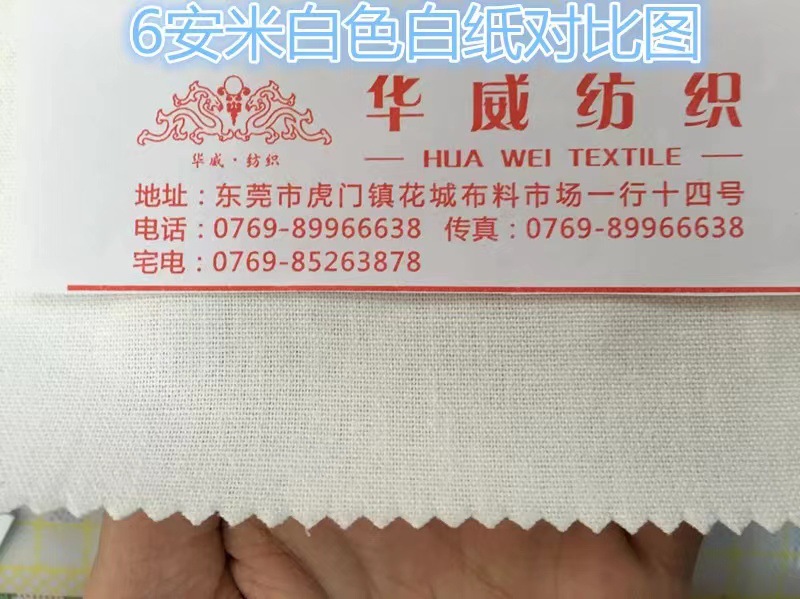 6安米白色白纸对比图
华威纺织
华威·纺织
HUA WEI TEXTILE
地址：东莞市虎门镇花城布料市场一行十四号
电话：0769-89966638 传真：0769-89966638
宅电：0769-85263878